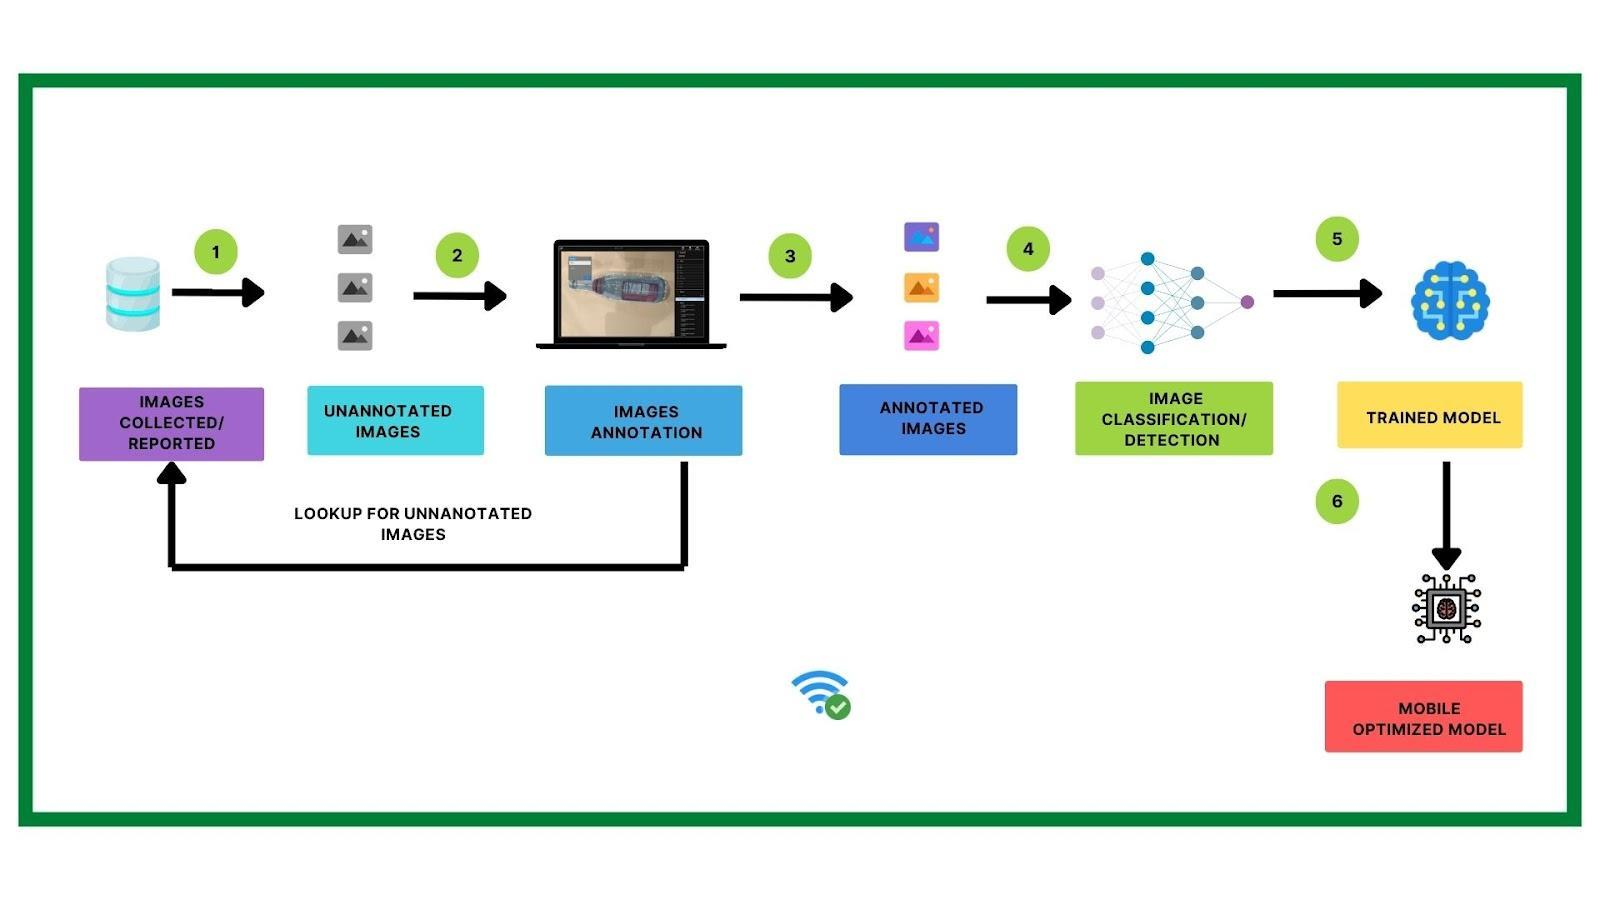 1
2
3
4
5
IMAGES
COLLECTED/
REPORTED
UNANNOTATED
IMAGES
IMAGES
ANNOTATION
ANNOTATED
IMAGES
IMAGE
CLASSIFICATION/
DETECTION
TRAINED MODEL
LOOKUP FOR UNNANOTATED
IMAGES
6
MOBILE
OPTIMIZED MODEL